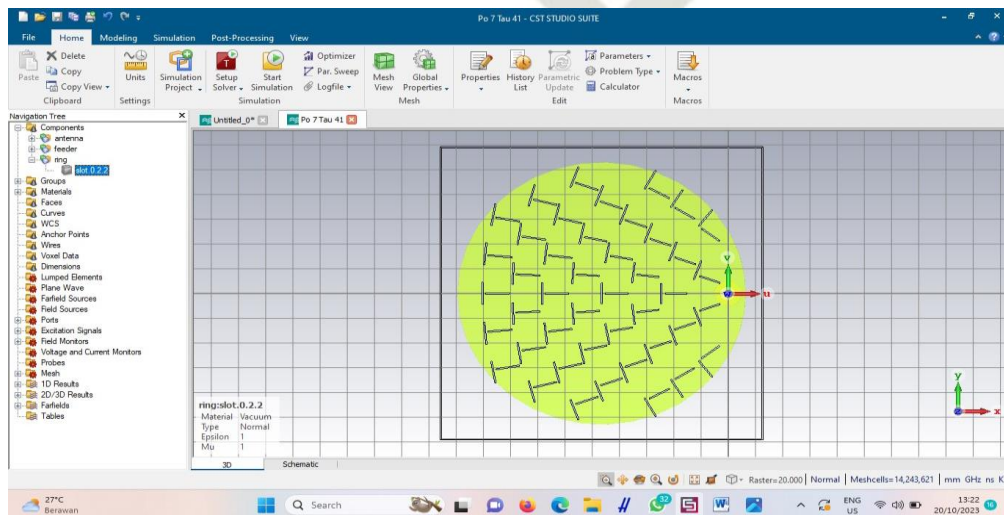 Po 7 Tau 41 - CST STUDIO SUITE
File Home Modeling Simulation Post-Processing View
Paste
Delete
Copy
Copy View
Clipboard
Units
Settings
Simulation Project
Setup Solver
Start Simulation
Optimizer
Par. Sweep
Logfile
Simulation
Mesh View
Global Properties
Mesh
Properties
History List
Parametric Update
Parameters
Problem Type
Calculator
Edit
Macros
Macros
Navigation Tree
Untitled_0*
Po 7 Tau 41
Components
antenna
feeder
ring
slot.0.2.2
Groups
Materials
Faces
Curves
WCS
Anchor Points
Wires
Voxel Data
Dimensions
Lumped Elements
Plane Wave
Farfield Sources
Field Sources
Ports
Excitation Signals
Field Monitors
Voltage and Current Monitors
Probes
Mesh
1D Results
2D/3D Results
Farfields
Tables
v
u
y
x
ring:slot.0.2.2
Material Vacuum
Type Normal
Epsilon 1
Mu 1
3D Schematic
Raster=20.000 Normal Meshcells=14,243,621 mm GHz ns K
27°C
Berawan
Search
32
ENG
US
13:22
20/10/2023